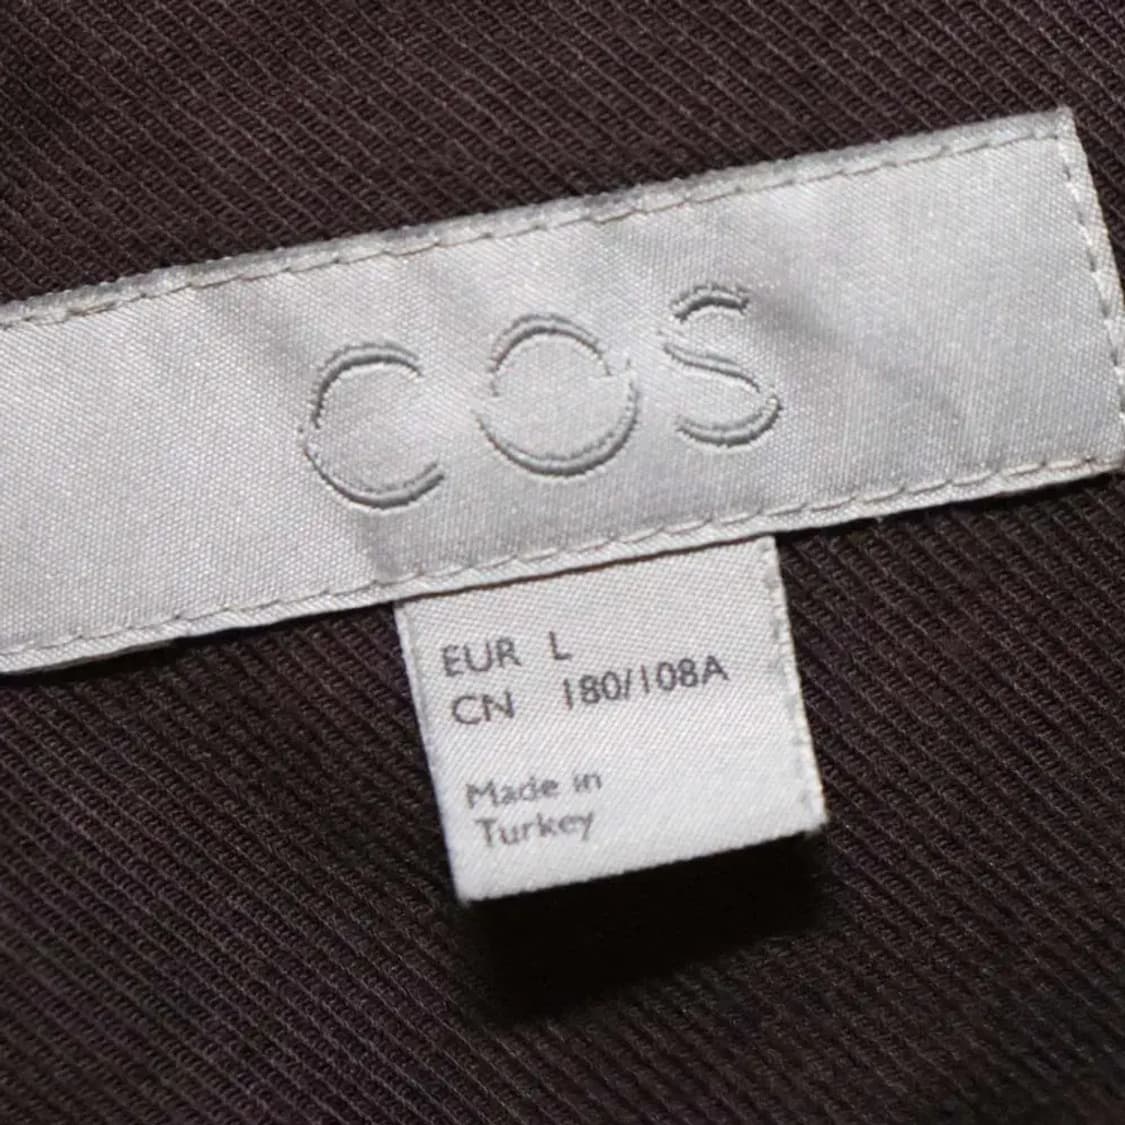 COS
EUR L
CN 180/108A
Made in
Turkey